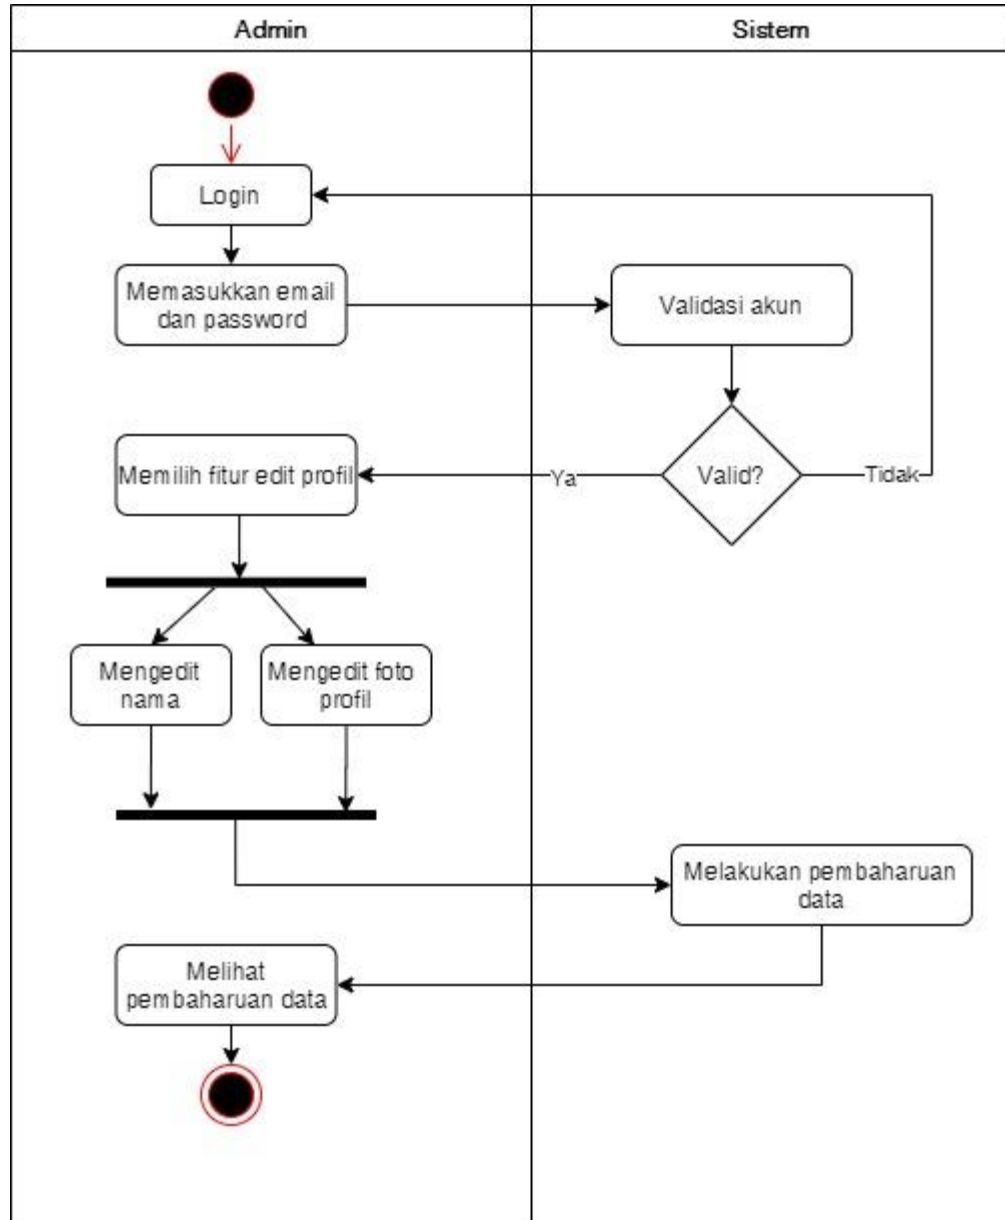 Admin
Sistem
Login
Memasukkan email
dan password
Validasi akun
Memilih fitur edit profil
Ya
Valid?
Tidak
Mengedit
nama
Mengedit foto
profil
Melakukan pembaharuan
data
Melihat
pembaharuan data